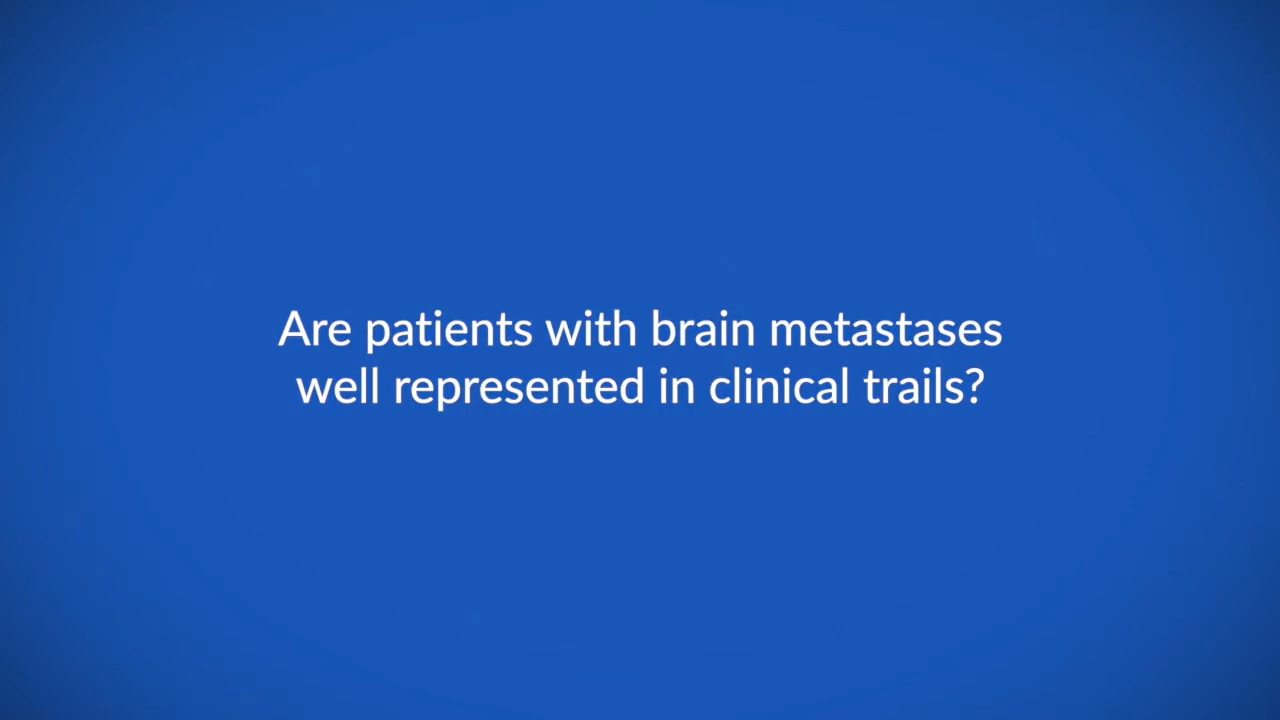 Are patients with brain metastases
well represented in clinical trails?